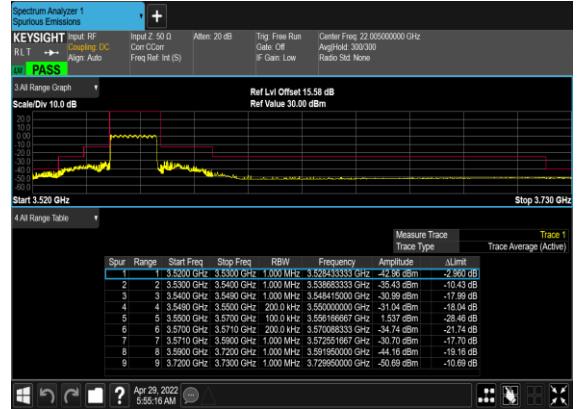 Spectrum Analyzer 1
Spurious Emissions
KEYSIGHT Input: RF Input Z: 50 Ω Atten: 20 dB Trig: Free Run Center Freq: 22.005000000 GHz
RLT Coupling: DC Corr CCorr Gate: Off Avg|Hold: 300/300
Align: Auto Freq Ref: Int (S) IF Gain: Low Radio Std: None
PASS
3 All Range Graph
Ref Lvl Offset 15.58 dB
Scale/Div 10.0 dB Ref Value 30.00 dBm
20.0
10.0
0.00
-10.0
-20.0
-30.0
-40.0
-50.0
-60.0
Start 3.520 GHz Stop 3.730 GHz
4 All Range Table
Measure Trace Trace 1
Trace Type Trace Average (Active)
Spur Range Start Freq Stop Freq RBW Frequency Amplitude ΔLimit
1 1 3.5200 GHz 3.5300 GHz 1.000 MHz 3.528433333 GHz -42.96 dBm -2.960 dB
2 2 3.5300 GHz 3.5400 GHz 1.000 MHz 3.538683333 GHz -35.43 dBm -10.43 dB
3 3 3.5400 GHz 3.5490 GHz 1.000 MHz 3.548415000 GHz -30.99 dBm -17.99 dB
4 4 3.5490 GHz 3.5500 GHz 200.0 kHz 3.550000000 GHz -31.04 dBm -18.04 dB
5 5 3.5500 GHz 3.5700 GHz 100.0 kHz 3.556166667 GHz 1.537 dBm -28.46 dB
6 6 3.5700 GHz 3.5710 GHz 200.0 kHz 3.570088333 GHz -34.74 dBm -21.74 dB
7 7 3.5710 GHz 3.5900 GHz 1.000 MHz 3.572551667 GHz -30.70 dBm -17.70 dB
8 8 3.5900 GHz 3.7200 GHz 1.000 MHz 3.591950000 GHz -44.16 dBm -19.16 dB
9 9 3.7200 GHz 3.7300 GHz 1.000 MHz 3.729950000 GHz -50.69 dBm -10.69 dB
? Apr 29, 2022
5:55:16 AM